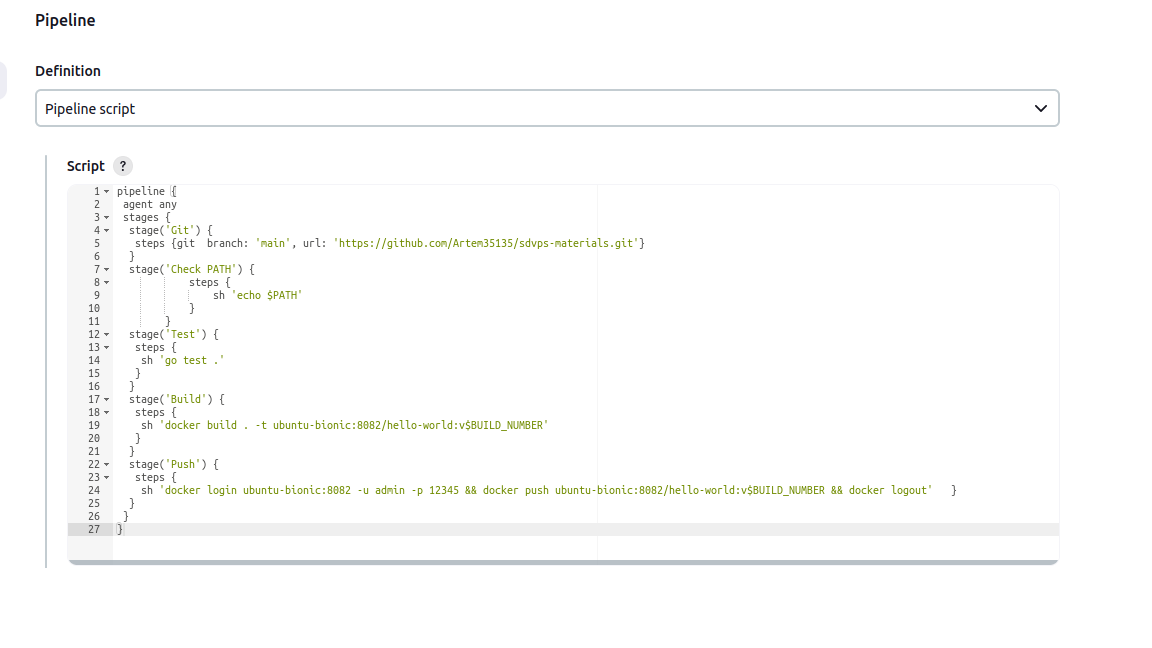 Pipeline
Definition
Pipeline script
Script ?
1 pipeline {
2 agent any
3 stages {
4 stage('Git') {
5 steps {git  branch: 'main', url: 'https://github.com/Artem35135/sdvps-materials.git'}
6 }
7 stage('Check PATH') {
8 steps {
9 sh 'echo $PATH'
10 }
11 }
12 stage('Test') {
13 steps {
14 sh 'go test .'
15 }
16 }
17 stage('Build') {
18 steps {
19 sh 'docker build . -t ubuntu-bionic:8082/hello-world:v$BUILD_NUMBER'
20 }
21 }
22 stage('Push') {
23 steps {
24 sh 'docker login ubuntu-bionic:8082 -u admin -p 12345 && docker push ubuntu-bionic:8082/hello-world:v$BUILD_NUMBER && docker logout'   }
25 }
26 }
27 }